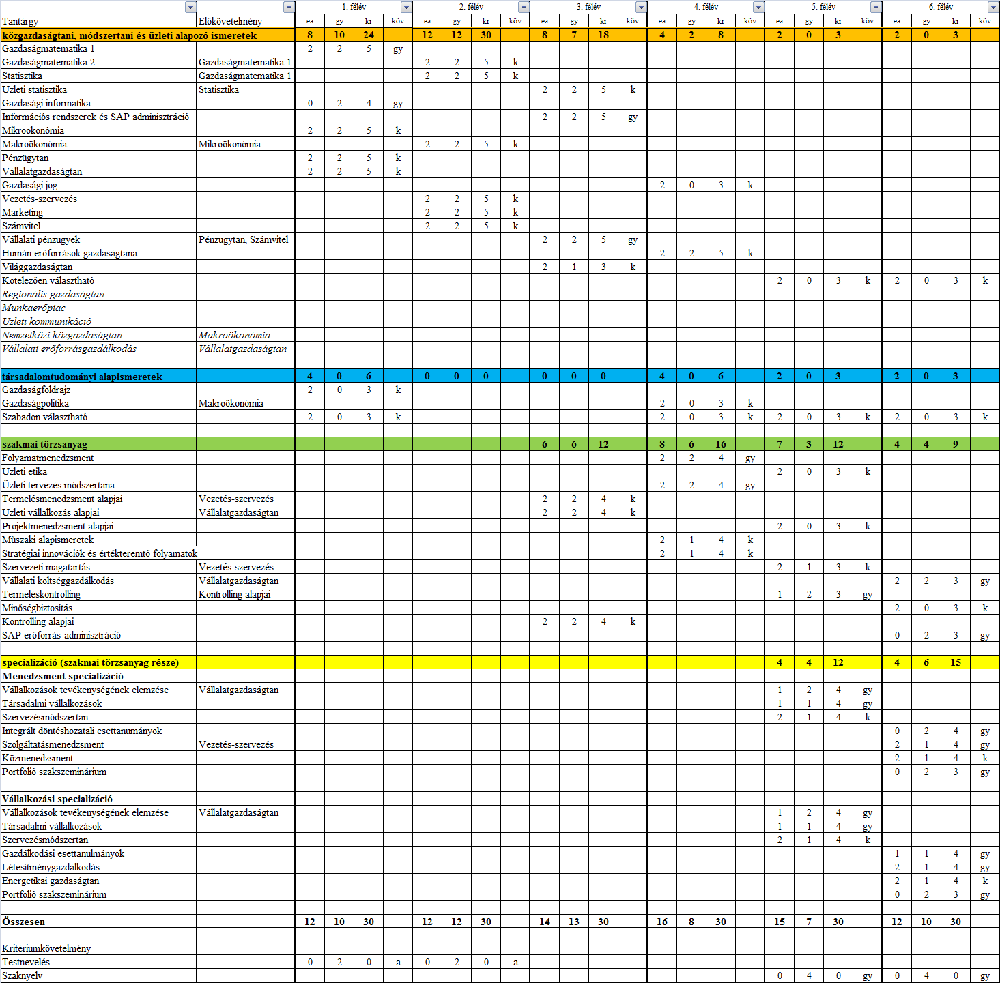 1. félév 2. félév 3. félév 4. félév 5. félév 6. félév
Tantárgy Előkövetelmény ea gy kr köv ea gy kr köv ea gy kr köv ea gy kr köv ea gy kr köv ea gy kr köv
közgazdaságtani, módszertani és üzleti alapozó ismeretek 8 10 24 12 12 30 8 7 18 4 2 8 2 0 3 2 0 3
Gazdaságmatematika 1 2 2 5 gy
Gazdaságmatematika 2 Gazdaságmatematika 1 2 2 5 k
Statisztika Gazdaságmatematika 1 2 2 5 k
Üzleti statisztika Statisztika 2 2 5 k
Gazdasági informatika 0 2 4 gy
Információs rendszerek és SAP adminisztráció 2 2 5 gy
Mikroökonómia 2 2 5 k
Makroökonómia Mikroökonómia 2 2 5 k
Pénzügytan 2 2 5 k
Vállalatgazdaságtan 2 2 5 k
Gazdasági jog 2 0 3 k
Vezetés-szervezés 2 2 5 k
Marketing 2 2 5 k
Számvitel 2 2 5 k
Vállalati pénzügyek Pénzügytan, Számvitel 2 2 5 gy
Humán erőforrások gazdaságtana 2 2 5 k
Világgazdaságtan 2 1 3 k
Kötelezően választható 2 0 3 k 2 0 3 k
Regionális gazdaságtan
Munkaerőpiac
Üzleti kommunikáció
Nemzetközi közgazdaságtan Makroökonómia
Vállalati erőforrásgazdálkodás Vállalatgazdaságtan
társadalomtudományi alapismeretek 4 0 6 0 0 0 0 0 0 4 0 6 2 0 3 2 0 3
Gazdaságföldrajz 2 0 3 k
Gazdaságpolitika Makroökonómia 2 0 3 k
Szabadon választható 2 0 3 k 2 0 3 k 2 0 3 k 2 0 3 k
szakmai törzsanyag 6 6 12 8 6 16 7 3 12 4 4 9
Folyamatmenedzsment 2 2 4 gy
Üzleti etika 2 0 3 k
Üzleti tervezés módszertana 2 2 4 gy
Termelésmenedzsment alapjai Vezetés-szervezés 2 2 4 k
Üzleti vállalkozás alapjai Vállalatgazdaságtan 2 2 4 k
Projektmenedzsment alapjai 2 0 3 k
Műszaki alapismeretek 2 1 4 k
Stratégiai innovációk és értékteremtő folyamatok 2 1 4 k
Szervezeti magatartás Vezetés-szervezés 2 1 3 k
Vállalati költséggazdálkodás Vállalatgazdaságtan 2 2 3 gy
Termeléskontrolling Kontrolling alapjai 1 2 3 gy
Minőségbiztosítás 2 0 3 k
Kontrolling alapjai 2 2 4 k
SAP erőforrás-adminisztráció 0 2 3 gy
specializáció (szakmai törzsanyag része) 4 4 12 4 6 15
Menedzsment specializáció
Vállalkozások tevékenységének elemzése Vállalatgazdaságtan 1 2 4 gy
Társadalmi vállalkozások 1 1 4 gy
Szervezésmódszertan 2 1 4 k
Integrált döntéshozatali esettanumányok 0 2 4 gy
Szolgáltatásmenedzsment Vezetés-szervezés 2 1 4 gy
Közmenedzsment 2 1 4 k
Portfolió szakszeminárium 0 2 3 gy
Vállalkozási specializáció
Vállalkozások tevékenységének elemzése Vállalatgazdaságtan 1 2 4 gy
Társadalmi vállalkozások 1 1 4 gy
Szervezésmódszertan 2 1 4 k
Gazdálkodási esettanulmányok 1 1 4 gy
Létesítménygazdálkodás 2 1 4 gy
Energetikai gazdaságtan 2 1 4 k
Portfolió szakszeminárium 0 2 3 gy
Összesen 12 10 30 12 12 30 14 13 30 16 8 30 15 7 30 12 10 30
Kritériumkövetelmény
Testnevelés 0 2 0 a 0 2 0 a
Szaknyelv 0 4 0 gy 0 4 0 gy